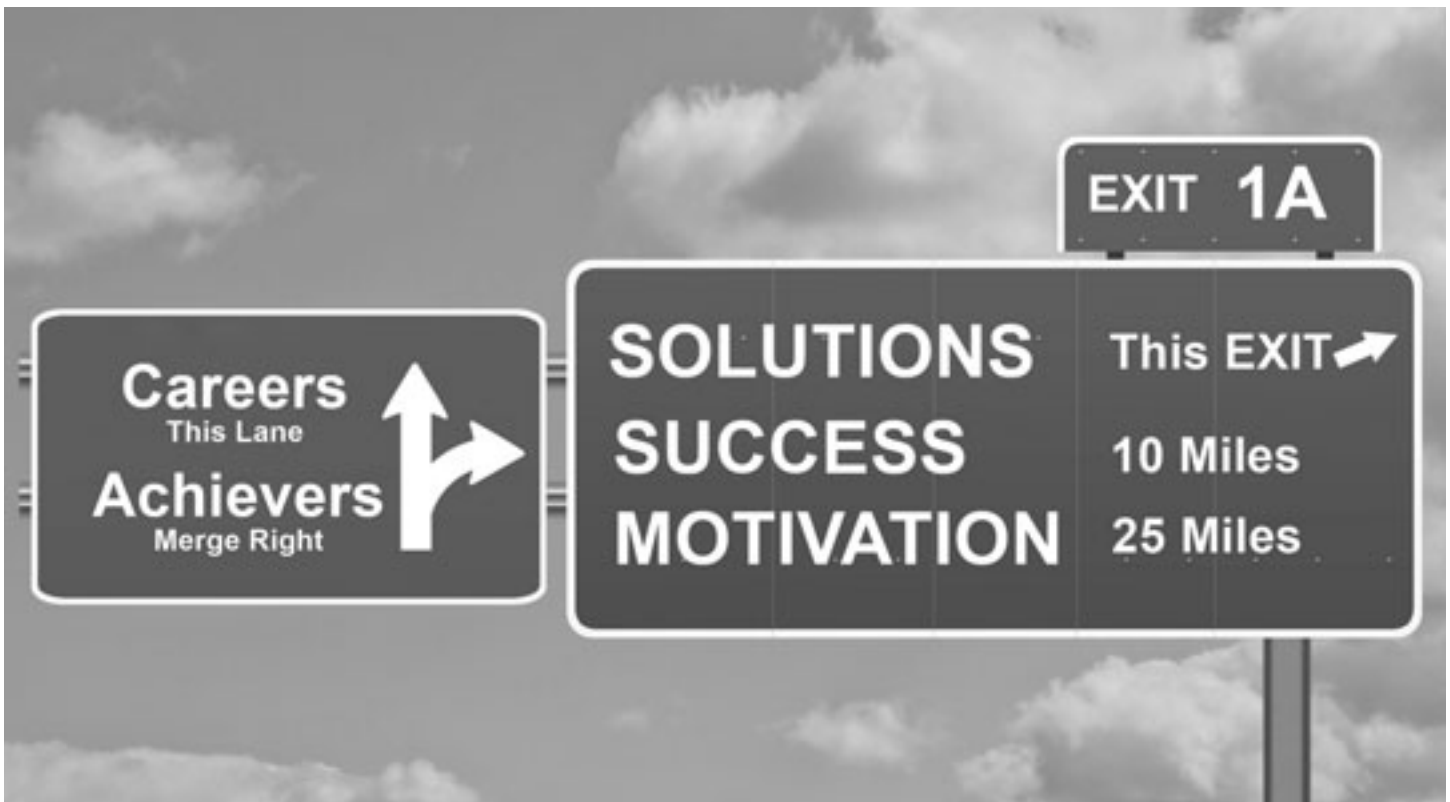 Careers
This Lane
Achievers
Merge Right
EXIT 1A
SOLUTIONS This EXIT
SUCCESS 10 Miles
MOTIVATION 25 Miles